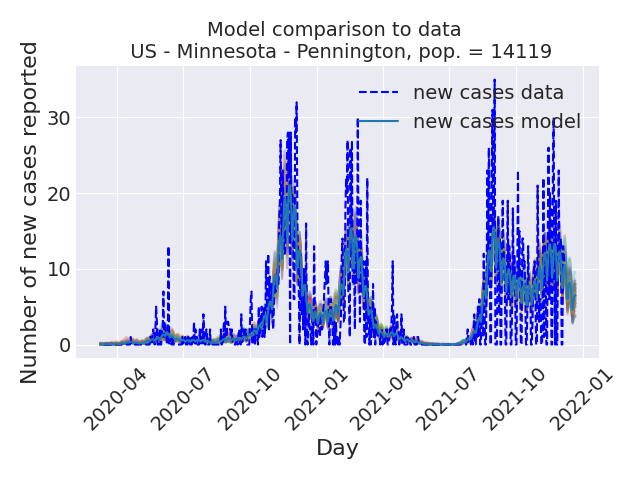 Model comparison to data
US - Minnesota - Pennington, pop. = 14119
Number of new cases reported
30
20
10
0
new cases data
new cases model
2020-04
2020-07
2020-10
2021-01
2021-04
2021-07
2021-10
2022-01
Day